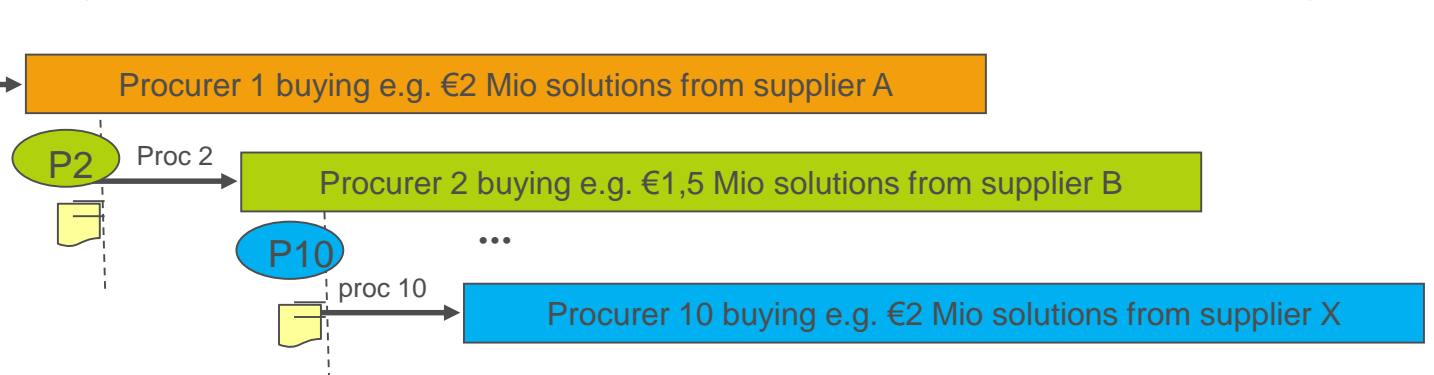 Procurer 1 buying e.g. €2 Mio solutions from supplier A
P2
Proc 2
Procurer 2 buying e.g. €1,5 Mio solutions from supplier B
P10
...
proc 10
Procurer 10 buying e.g. €2 Mio solutions from supplier X